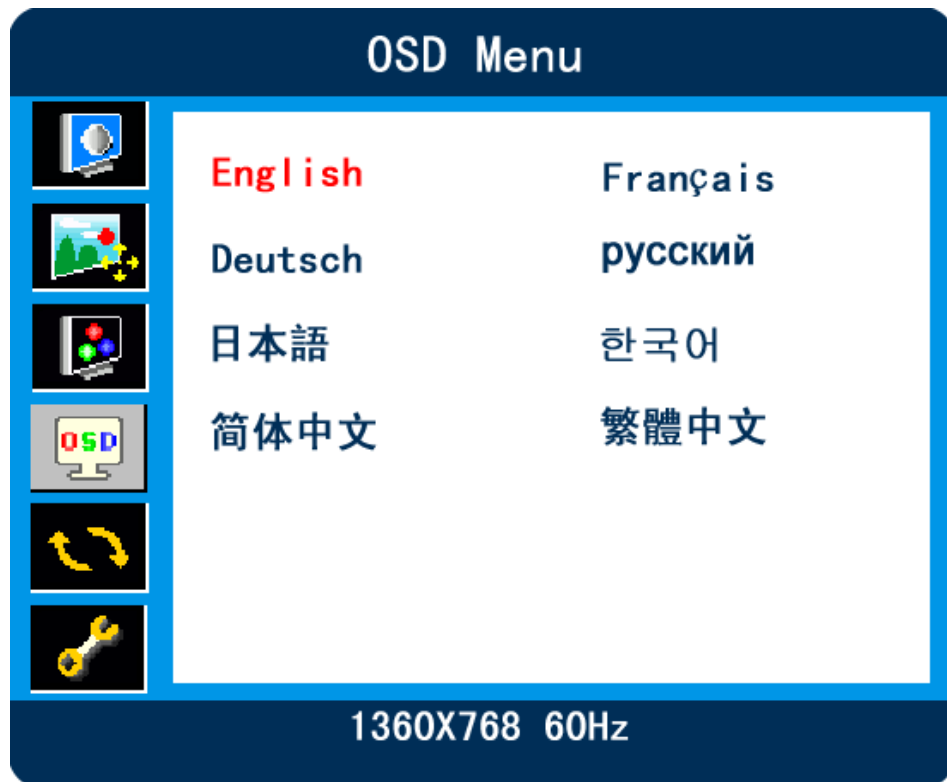 OSD Menu
English
Français
Deutsch
русский
日本語
한국어
OSD
简体中文
繁體中文
1360X768 60Hz